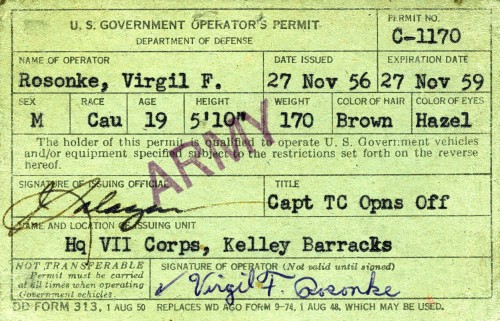 U. S. GOVERNMENT OPERATOR'S PERMIT
DEPARTMENT OF DEFENSE
PERMIT NO.
C-1170
NAME OF OPERATOR
Rosonke, Virgil F.
DATE ISSUED
27 Nov 56
EXPIRATION DATE
27 Nov 59
SEX
M
RACE
Cau
AGE
19
HEIGHT
5'10"
WEIGHT
170
COLOR OF HAIR
Brown
COLOR OF EYES
Hazel
The holder of this permit is qualified to operate U. S. Government vehicles
and/or equipment specified subject to the restrictions set forth on the reverse
hereof.
ARMY
SIGNATURE OF ISSUING OFFICIAL
TITLE
Capt TC Opns Off
NAME AND LOCATION OF ISSUING UNIT
Hq VII Corps, Kelley Barracks
NOT TRANSFERABLE
Permit must be carried
at all times when operating
Government vehicles.
SIGNATURE OF OPERATOR (Not valid until signed)
Virgil F. Rosonke
DD FORM 313, 1 AUG 50 REPLACES WD AGO FORM 9-74, 1 AUG 48, WHICH MAY BE USED.